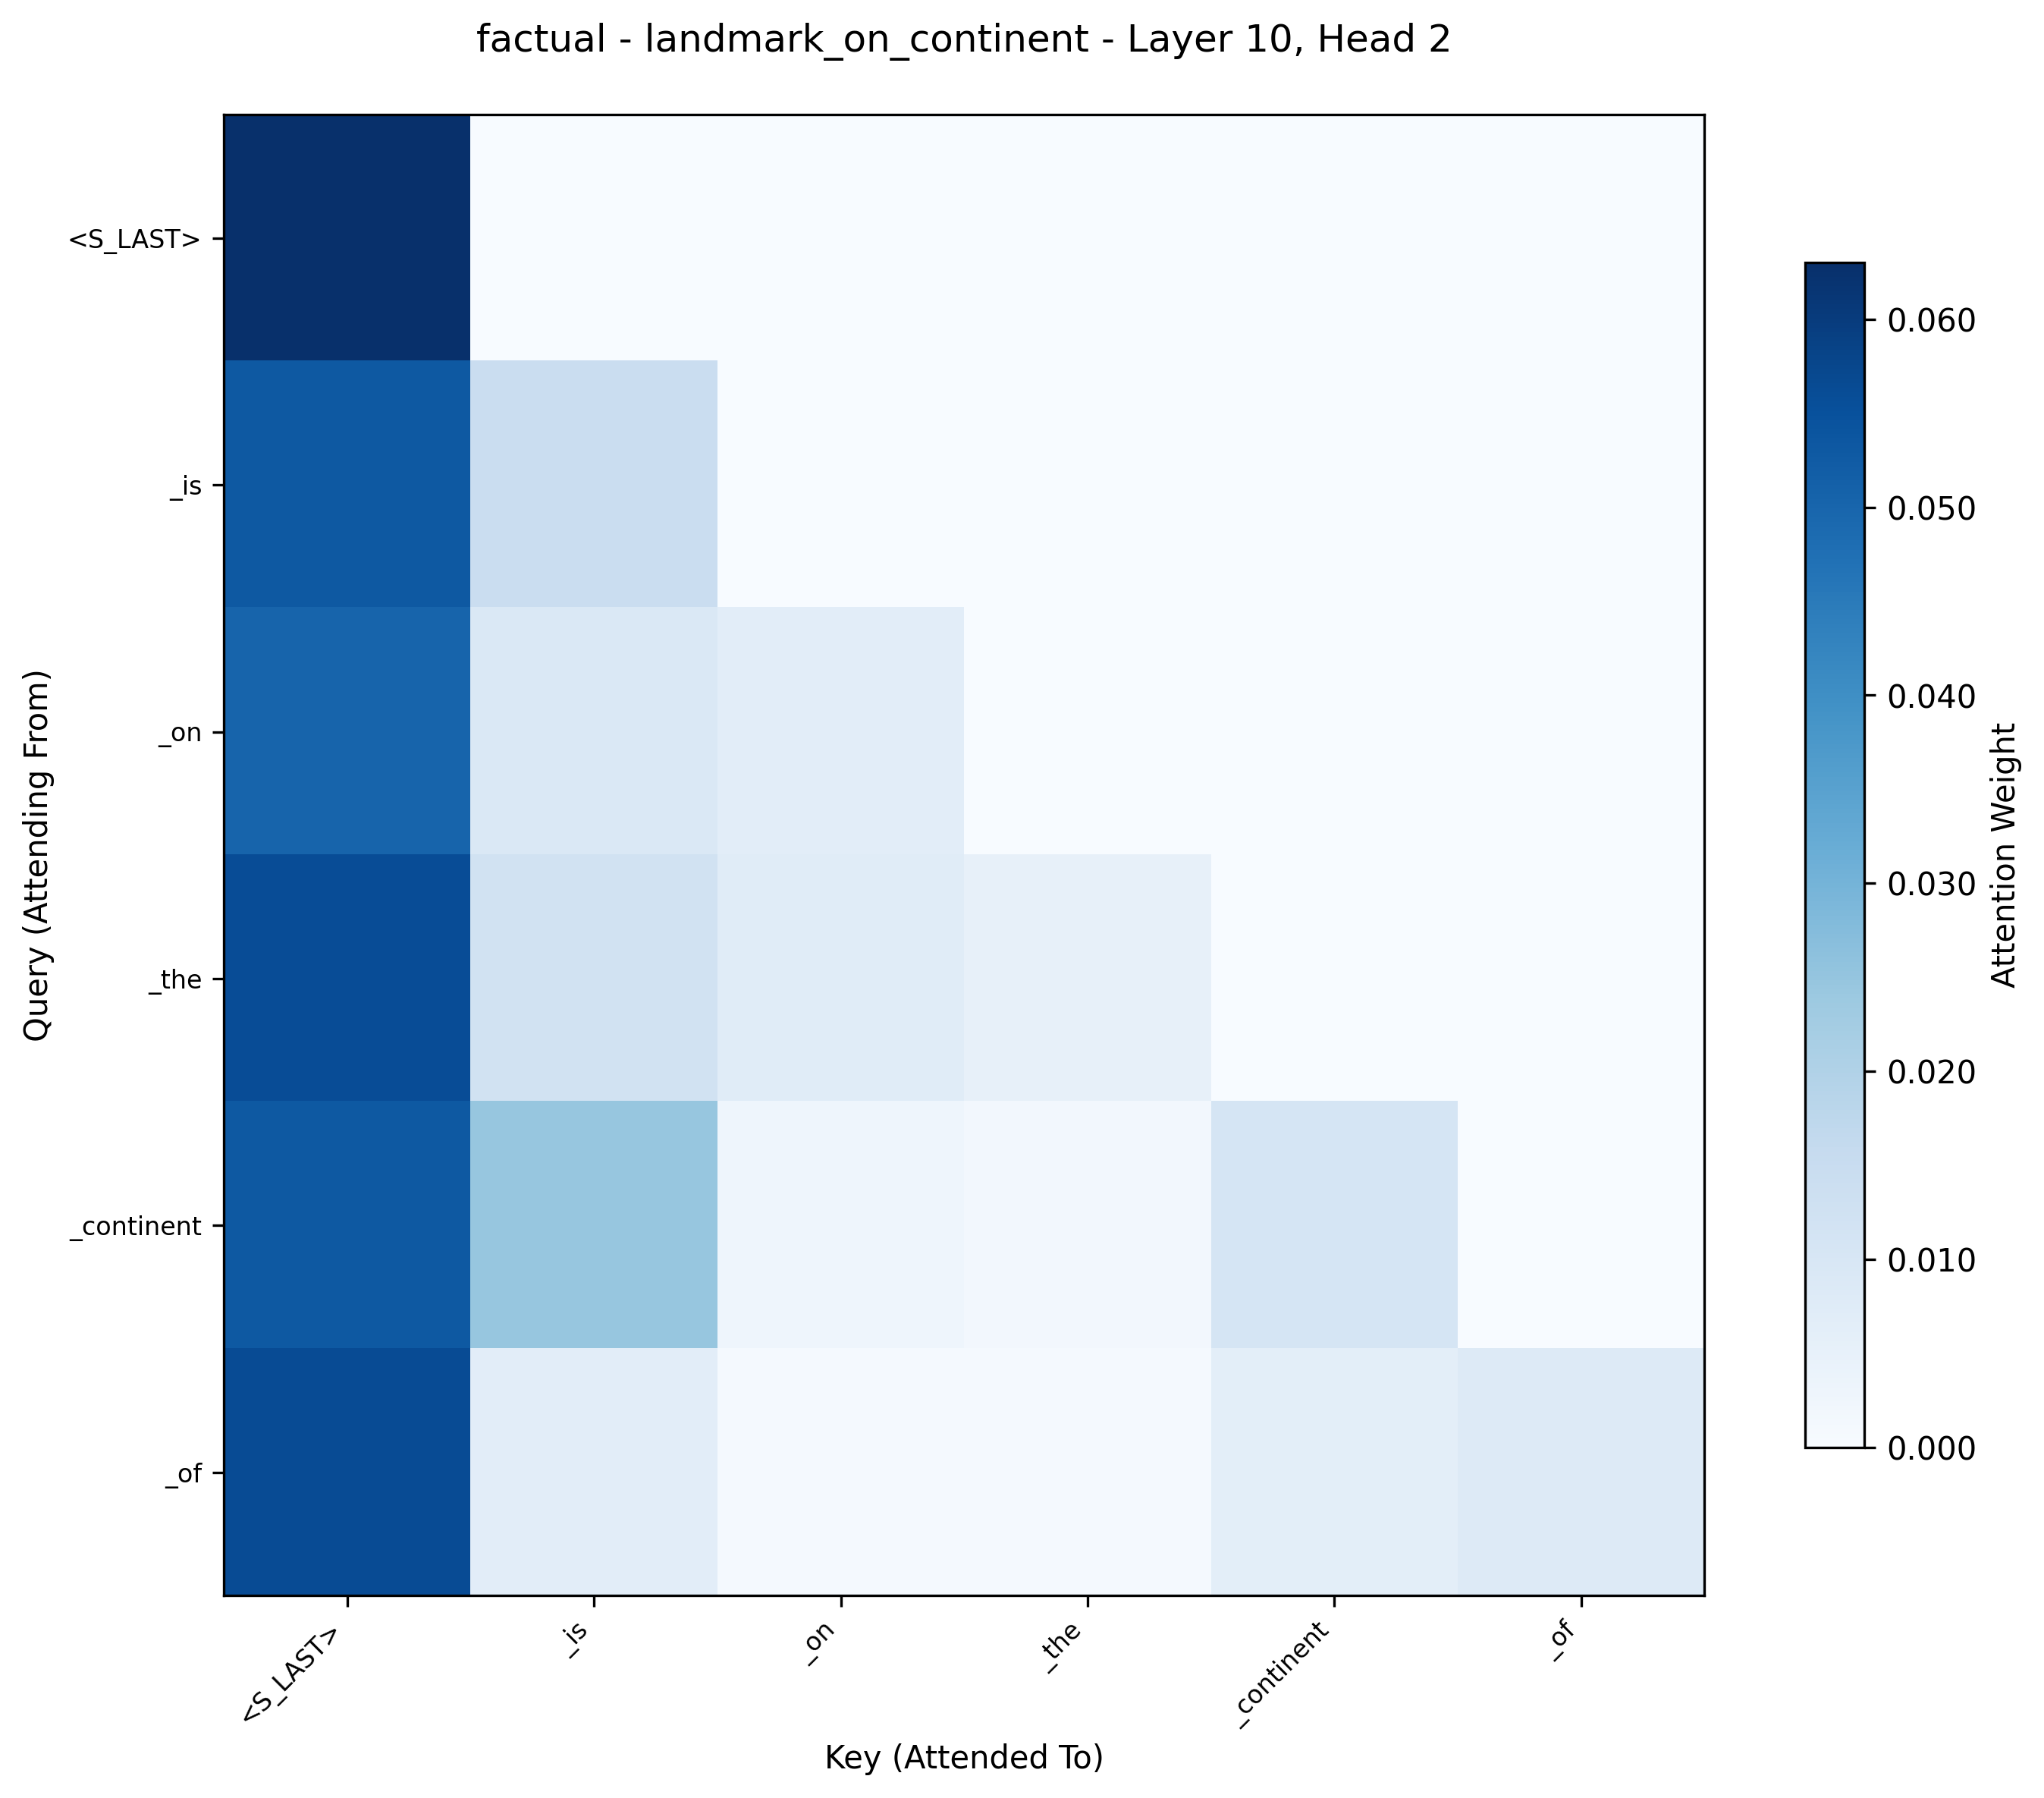 factual - landmark_on_continent - Layer 10, Head 2
Query (Attending From)
<S_LAST>
_is
_on
_the
_continent
_of
<S_LAST>
_is
_on
_the
_continent
_of
Key (Attended To)
0.060
0.050
0.040
0.030
0.020
0.010
0.000
Attention Weight